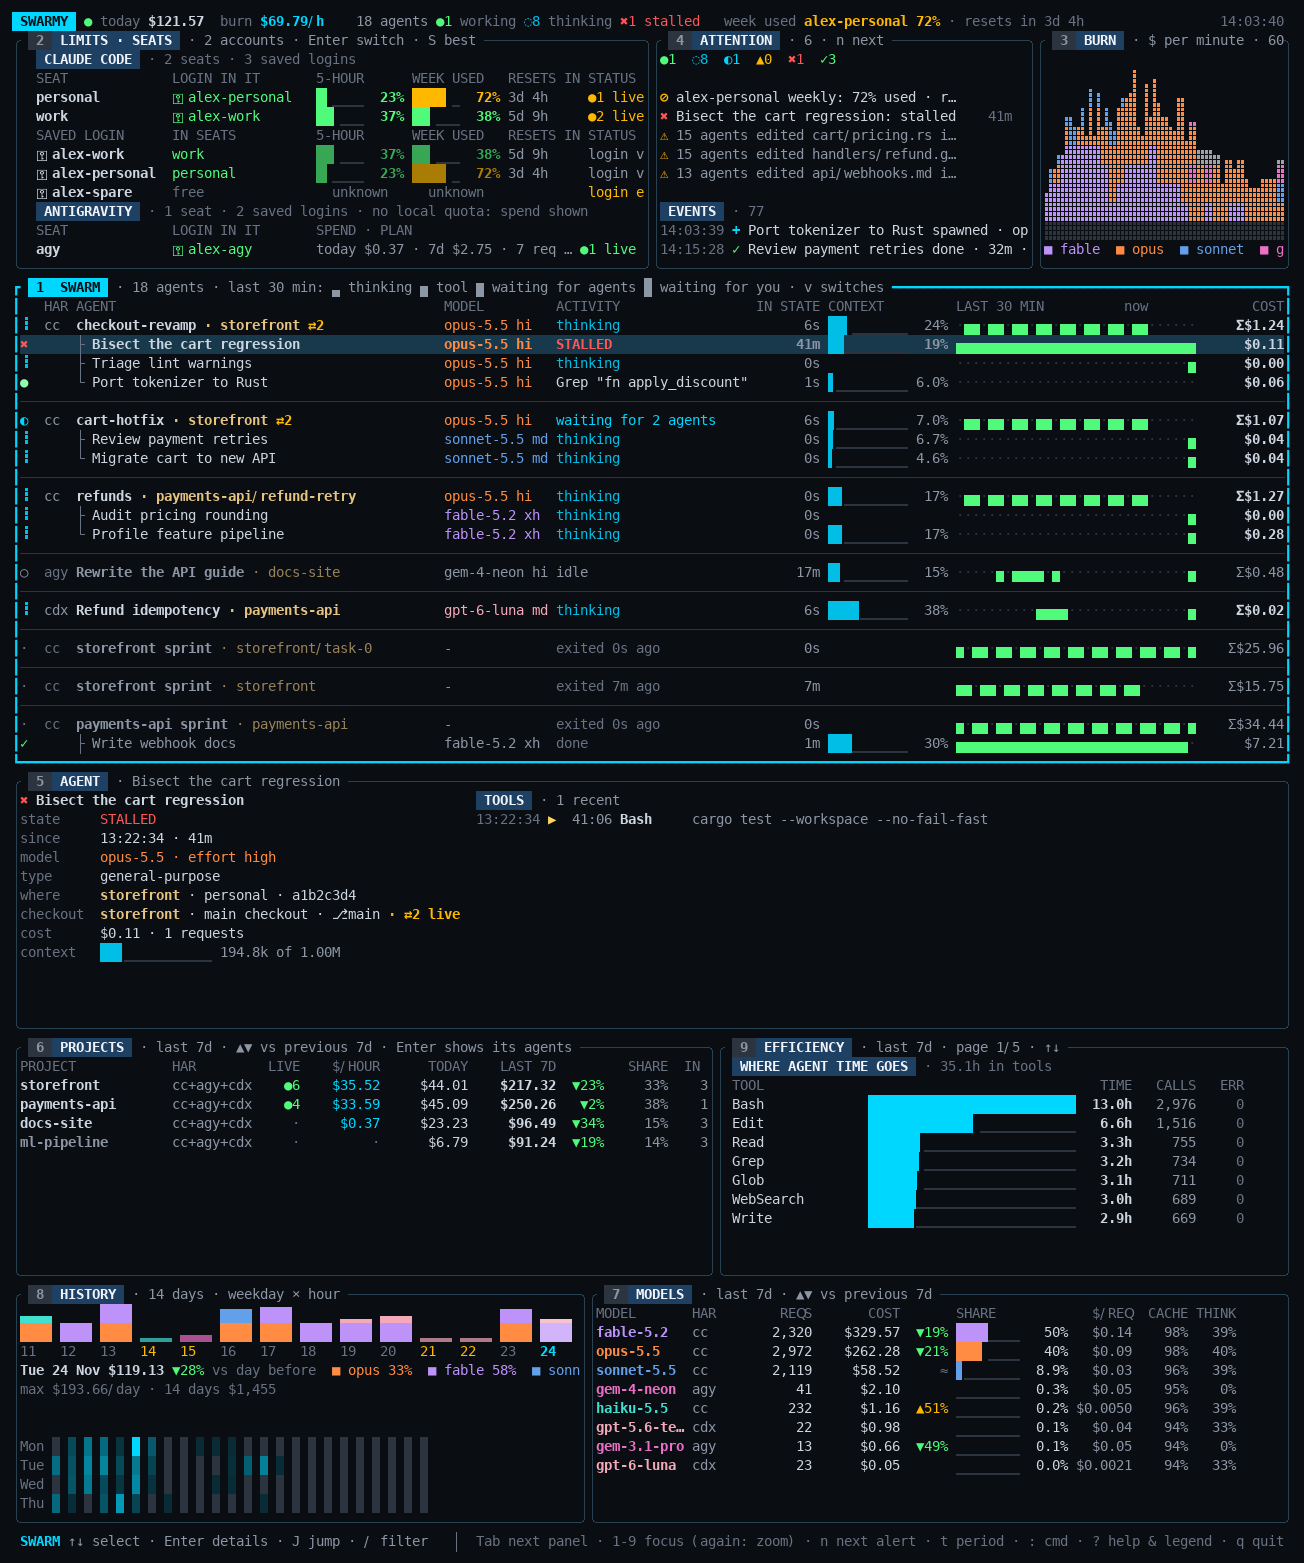 SWARMY ● today $121.57 burn $69.79/h 18 agents ●1 working ◌8 thinking ✖1 stalled week used alex-personal 72% · resets in 3d 4h 14:03:40
2 LIMITS · SEATS · 2 accounts · Enter switch · S best
CLAUDE CODE · 2 seats · 3 saved logins
SEAT LOGIN IN IT 5-HOUR WEEK USED RESETS IN STATUS
personal ⚿ alex-personal 23% 72% 3d 4h ●1 live
work ⚿ alex-work 37% 38% 5d 9h ●2 live
SAVED LOGIN IN SEATS 5-HOUR WEEK USED RESETS IN STATUS
⚿ alex-work work 37% 38% 5d 9h login v
⚿ alex-personal personal 23% 72% 3d 4h login v
⚿ alex-spare free unknown unknown login e
ANTIGRAVITY · 1 seat · 2 saved logins · no local quota: spend shown
SEAT LOGIN IN IT SPEND · PLAN
agy ⚿ alex-agy today $0.37 · 7d $2.75 · 7 req … ●1 live
4 ATTENTION · 6 · n next
●1 ◌8 ◐1 ▲0 ✖1 ✓3
⊘ alex-personal weekly: 72% used · r…
✖ Bisect the cart regression: stalled 41m
⚠ 15 agents edited cart/pricing.rs i…
⚠ 15 agents edited handlers/refund.g…
⚠ 13 agents edited api/webhooks.md i…
EVENTS · 77
14:03:39 + Port tokenizer to Rust spawned · op
14:15:28 ✓ Review payment retries done · 32m ·
3 BURN · $ per minute · 60
■ fable ■ opus ■ sonnet ■ g
1 SWARM · 18 agents · last 30 min: thinking tool waiting for agents waiting for you · v switches
HAR AGENT MODEL ACTIVITY IN STATE CONTEXT LAST 30 MIN now COST
cc checkout-revamp · storefront ⇄2 opus-5.5 hi thinking 6s 24% Σ$1.24
✖ ├ Bisect the cart regression opus-5.5 hi STALLED 41m 19% $0.11
├ Triage lint warnings opus-5.5 hi thinking 0s $0.00
● └ Port tokenizer to Rust opus-5.5 hi Grep "fn apply_discount" 1s 6.0% $0.06
◐ cc cart-hotfix · storefront ⇄2 opus-5.5 hi waiting for 2 agents 6s 7.0% Σ$1.07
├ Review payment retries sonnet-5.5 md thinking 0s 6.7% $0.04
└ Migrate cart to new API sonnet-5.5 md thinking 0s 4.6% $0.04
cc refunds · payments-api/refund-retry opus-5.5 hi thinking 0s 17% Σ$1.27
├ Audit pricing rounding fable-5.2 xh thinking 0s $0.00
└ Profile feature pipeline fable-5.2 xh thinking 0s 17% $0.28
○ agy Rewrite the API guide · docs-site gem-4-neon hi idle 17m 15% Σ$0.48
cdx Refund idempotency · payments-api gpt-6-luna md thinking 6s 38% Σ$0.02
· cc storefront sprint · storefront/task-0 - exited 0s ago 0s Σ$25.96
· cc storefront sprint · storefront - exited 7m ago 7m Σ$15.75
· cc payments-api sprint · payments-api - exited 0s ago 0s Σ$34.44
✓ ├ Write webhook docs fable-5.2 xh done 1m 30% $7.21
5 AGENT · Bisect the cart regression
✖ Bisect the cart regression
state STALLED
since 13:22:34 · 41m
model opus-5.5 · effort high
type general-purpose
where storefront · personal · a1b2c3d4
checkout storefront · main checkout · ⎇main · ⇄2 live
cost $0.11 · 1 requests
context 194.8k of 1.00M
TOOLS · 1 recent
13:22:34 ▶ 41:06 Bash cargo test --workspace --no-fail-fast
6 PROJECTS · last 7d · ▲▼ vs previous 7d · Enter shows its agents
PROJECT HAR LIVE $/HOUR TODAY LAST 7D SHARE IN
storefront cc+agy+cdx ●6 $35.52 $44.01 $217.32 ▼23% 33% 3
payments-api cc+agy+cdx ●4 $33.59 $45.09 $250.26 ▼2% 38% 1
docs-site cc+agy+cdx · $0.37 $23.23 $96.49 ▼34% 15% 3
ml-pipeline cc+agy+cdx · · $6.79 $91.24 ▼19% 14% 3
9 EFFICIENCY · last 7d · page 1/5 · ↑↓
WHERE AGENT TIME GOES · 35.1h in tools
TOOL TIME CALLS ERR
Bash 13.0h 2,976 0
Edit 6.6h 1,516 0
Read 3.3h 755 0
Grep 3.2h 734 0
Glob 3.1h 711 0
WebSearch 3.0h 689 0
Write 2.9h 669 0
8 HISTORY · 14 days · weekday × hour
11 12 13 14 15 16 17 18 19 20 21 22 23 24
Tue 24 Nov $119.13 ▼28% vs day before ■ opus 33% ■ fable 58% ■ sonn
max $193.66/day · 14 days $1,455
Mon
Tue
Wed
Thu
7 MODELS · last 7d · ▲▼ vs previous 7d
MODEL HAR REQS COST SHARE $/REQ CACHE THINK
fable-5.2 cc 2,320 $329.57 ▼19% 50% $0.14 98% 39%
opus-5.5 cc 2,972 $262.28 ▼21% 40% $0.09 98% 40%
sonnet-5.5 cc 2,119 $58.52 ≈ 8.9% $0.03 96% 39%
gem-4-neon agy 41 $2.10 0.3% $0.05 95% 0%
haiku-5.5 cc 232 $1.16 ▲51% 0.2% $0.0050 96% 39%
gpt-5.6-te… cdx 22 $0.98 0.1% $0.04 94% 33%
gem-3.1-pro agy 13 $0.66 ▼49% 0.1% $0.05 94% 0%
gpt-6-luna cdx 23 $0.05 0.0% $0.0021 94% 33%
SWARM ↑↓ select · Enter details · J jump · / filter │ Tab next panel · 1-9 focus (again: zoom) · n next alert · t period · : cmd · ? help & legend · q quit